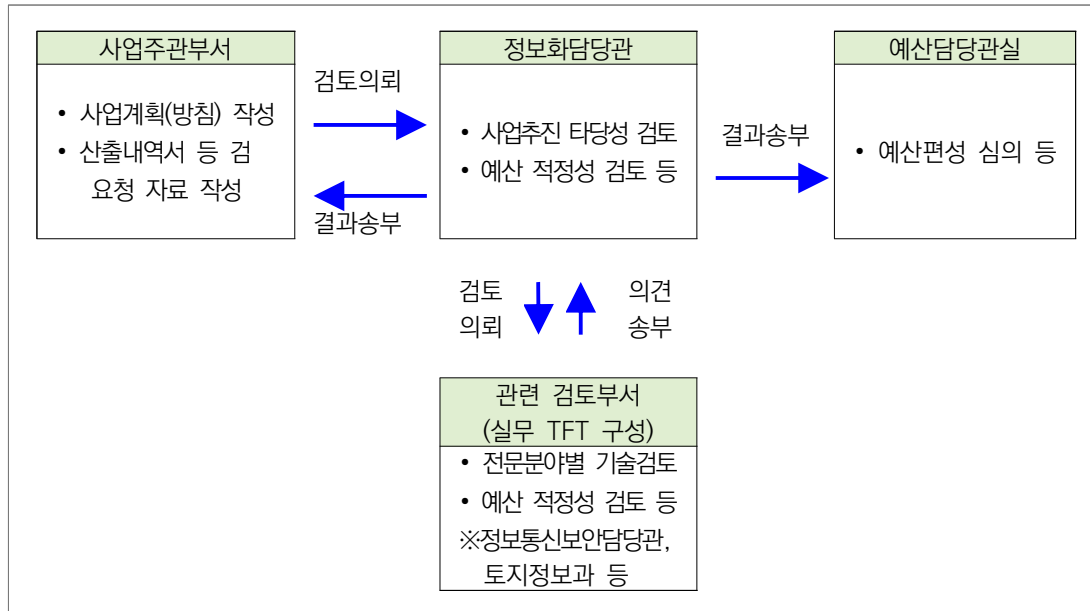 사업주관부서
• 사업계획(방침) 작성
• 산출내역서 등 검
요청 자료 작성
검토의뢰
결과송부
정보화담당관
• 사업추진 타당성 검토
• 예산 적정성 검토 등
결과송부
예산담당관실
• 예산편성 심의 등
검토
의뢰
의견
송부
관련 검토부서
(실무 TFT 구성)
• 전문분야별 기술검토
• 예산 적정성 검토 등
※정보통신보안담당관,
토지정보과 등